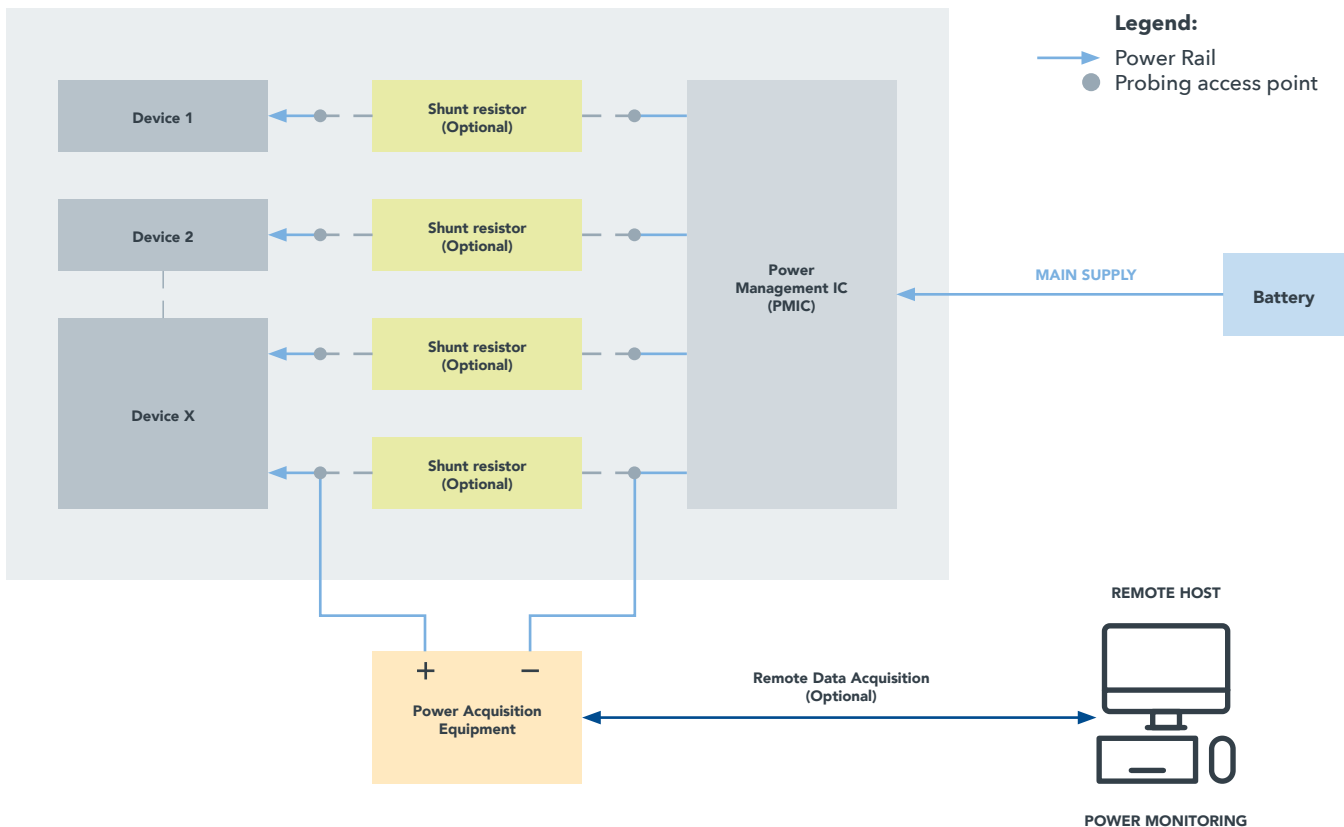 Legend:
Power Rail
Probing access point
Device 1
Shunt resistor
(Optional)
Device 2
Shunt resistor
(Optional)
Power
Management IC
(PMIC)
MAIN SUPPLY
Battery
Shunt resistor
(Optional)
Device X
Shunt resistor
(Optional)
REMOTE HOST
+ −
Power Acquisition
Equipment
Remote Data Acquisition
(Optional)
POWER MONITORING